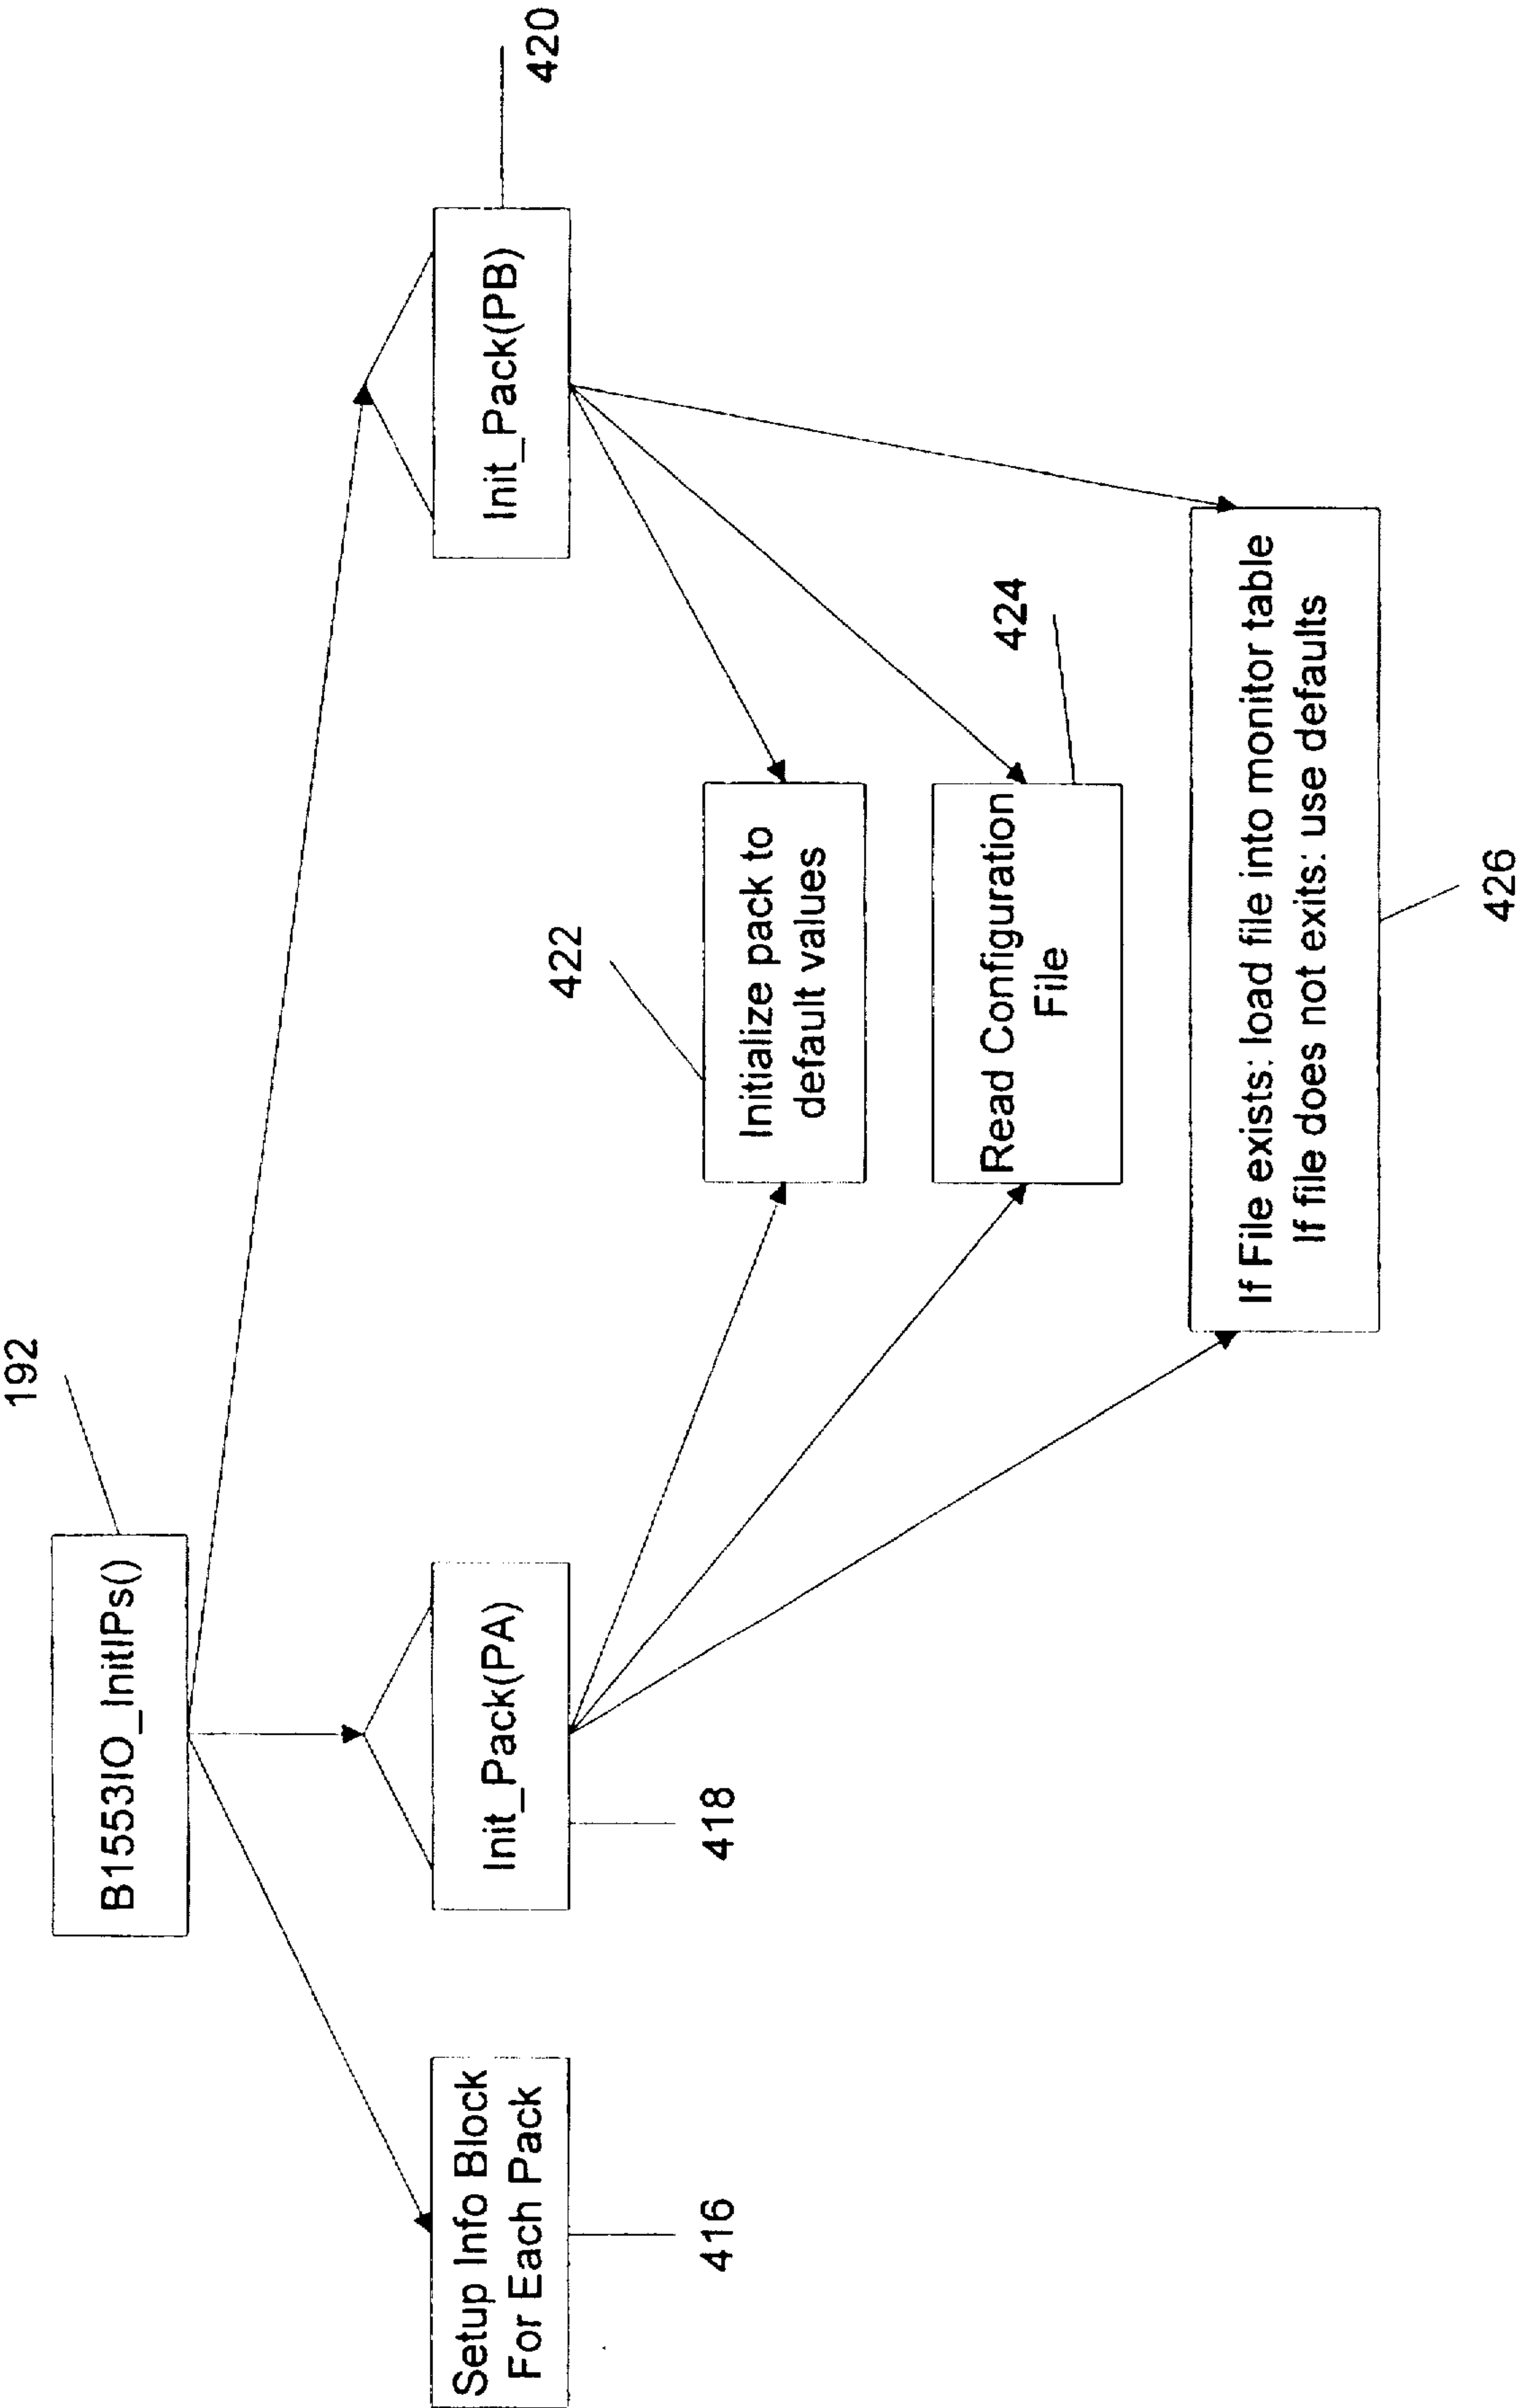 192
B1553IO_InitIPs()
Setup Info Block
For Each Pack
416
Init_Pack(PA)
418
Init_Pack(PB)
420
422
Initialize pack to
default values
424
Read Configuration
File
If File exists: load file into monitor table
If file does not exits: use defaults
426